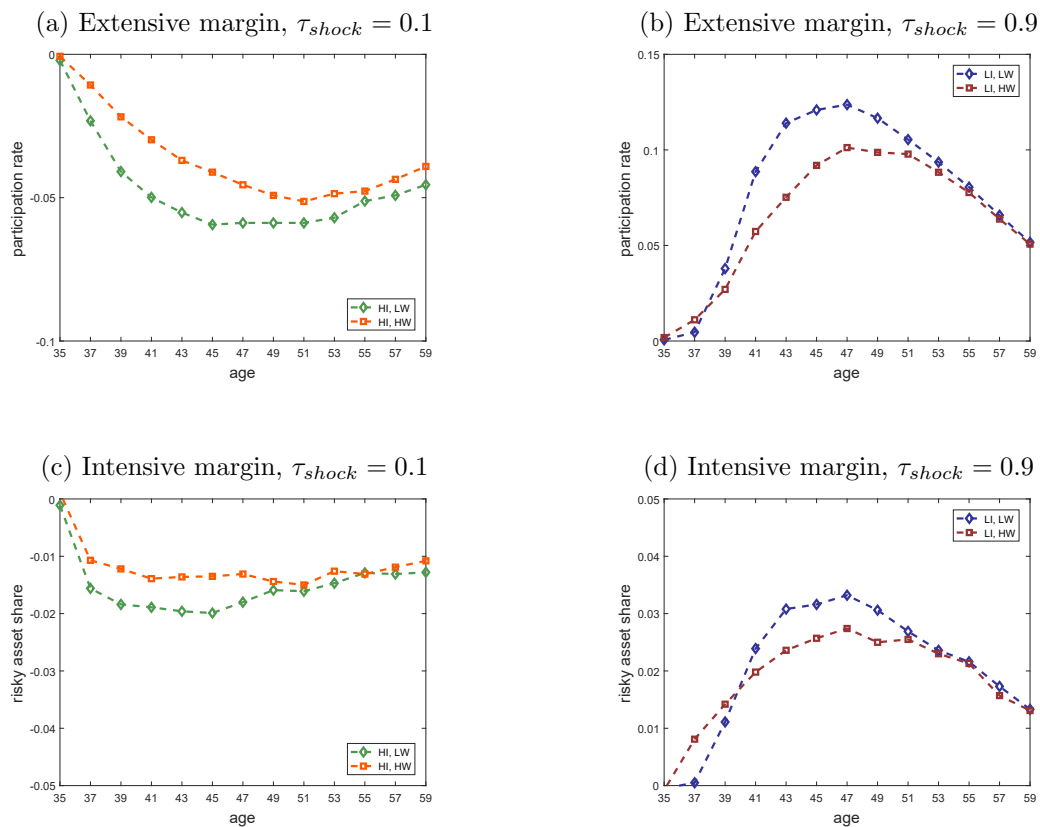 (a) Extensive margin, τ_shock = 0.1
0
-0.05
-0.1
participation rate
35 37 39 41 43 45 47 49 51 53 55 57 59
age
HI, LW
HI, HW
(b) Extensive margin, τ_shock = 0.9
0.15
0.1
0.05
0
participation rate
35 37 39 41 43 45 47 49 51 53 55 57 59
age
LI, LW
LI, HW
(c) Intensive margin, τ_shock = 0.1
0
-0.01
-0.02
-0.03
-0.04
-0.05
risky asset share
35 37 39 41 43 45 47 49 51 53 55 57 59
age
HI, LW
HI, HW
(d) Intensive margin, τ_shock = 0.9
0.05
0.04
0.03
0.02
0.01
0
risky asset share
35 37 39 41 43 45 47 49 51 53 55 57 59
age
LI, LW
LI, HW